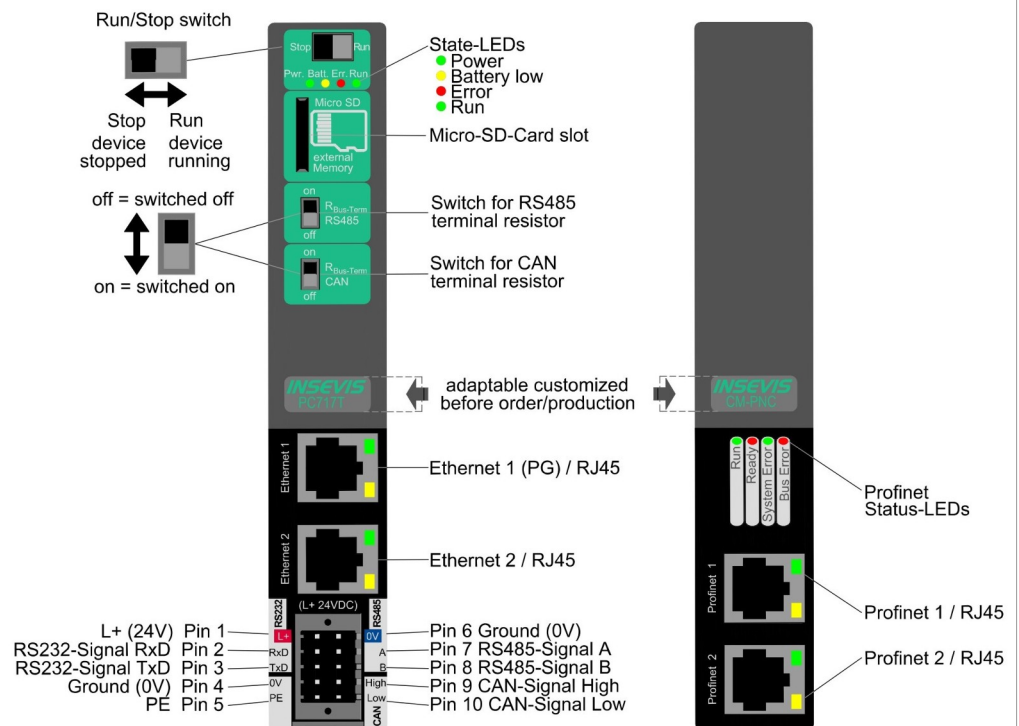 Run/Stop switch
Stop
device
stopped
Run
device
running
off = switched off
on = switched on
Stop
Run
Pwr. Batt. Err. Run
Micro SD
external
Memory
on
RBus-Term
RS485
off
on
RBus-Term
CAN
off
State-LEDs
Power
Battery low
Error
Run
Micro-SD-Card slot
Switch for RS485
terminal resistor
Switch for CAN
terminal resistor
INSEVIS
PC717T
adaptable customized
before order/production
INSEVIS
CM-PNC
Ethernet 1
Ethernet 1 (PG) / RJ45
Ethernet 2
Ethernet 2 / RJ45
Run
Ready
System Error
Bus Error
Profinet
Status-LEDs
Profinet 1
Profinet 1 / RJ45
Profinet 2
Profinet 2 / RJ45
RS232
(L+ 24VDC)
RS485
L+ (24V) Pin 1
RS232-Signal RxD Pin 2
RS232-Signal TxD Pin 3
Ground (0V) Pin 4
PE Pin 5
L+
RxD
TxD
0V
PE
0V
A
B
High
Low
CAN
Pin 6 Ground (0V)
Pin 7 RS485-Signal A
Pin 8 RS485-Signal B
Pin 9 CAN-Signal High
Pin 10 CAN-Signal Low